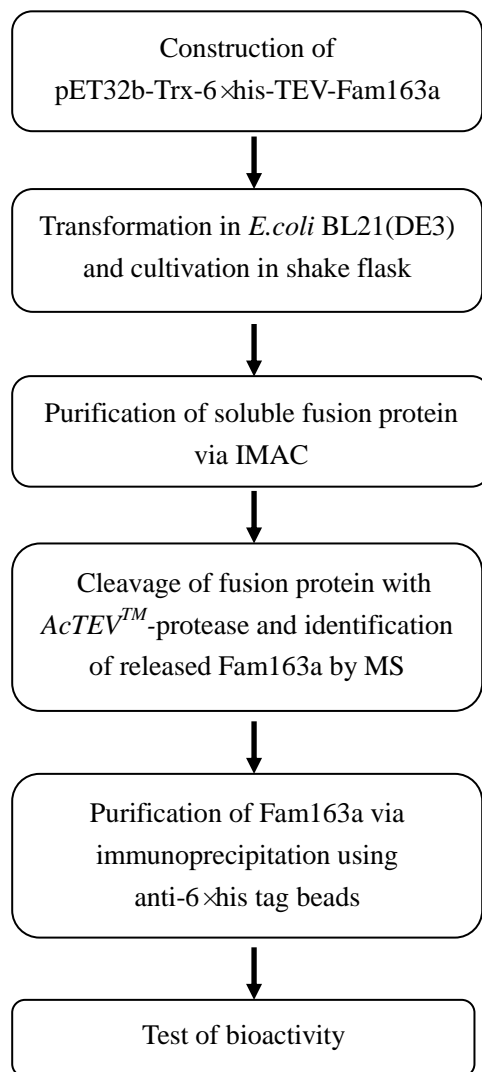 Construction of
pET32b-Trx-6×his-TEV-Fam163a
Transformation in E.coli BL21(DE3)
and cultivation in shake flask
Purification of soluble fusion protein
via IMAC
Cleavage of fusion protein with
AcTEV™-protease and identification
of released Fam163a by MS
Purification of Fam163a via
immunoprecipitation using
anti-6×his tag beads
Test of bioactivity